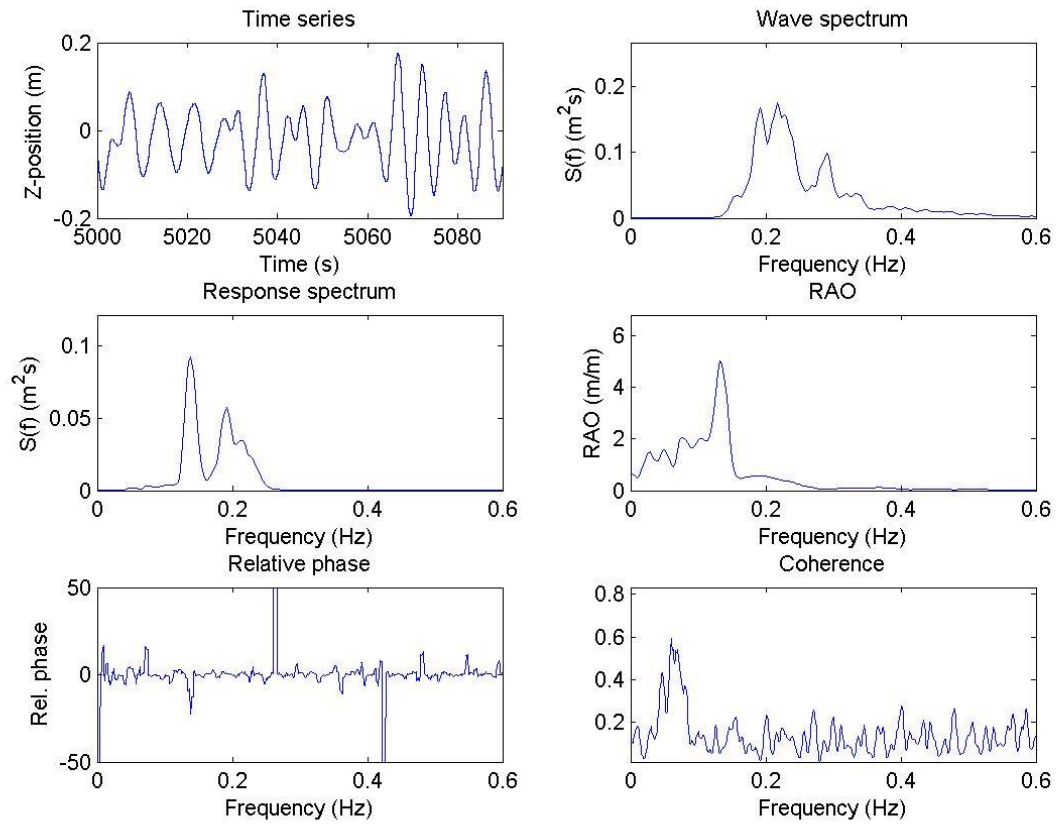 Time series
0.2
0
-0.2
Z-position (m)
5000 5020 5040 5060 5080
Time (s)
Wave spectrum
0.2
0.1
0
S(f) (m²s)
0 0.2 0.4 0.6
Frequency (Hz)
Response spectrum
0.1
0.05
0
S(f) (m²s)
0 0.2 0.4 0.6
Frequency (Hz)
RAO
6
4
2
0
RAO (m/m)
0 0.2 0.4 0.6
Frequency (Hz)
Relative phase
50
0
-50
Rel. phase
0 0.2 0.4 0.6
Frequency (Hz)
Coherence
0.8
0.6
0.4
0.2
0 0.2 0.4 0.6
Frequency (Hz)